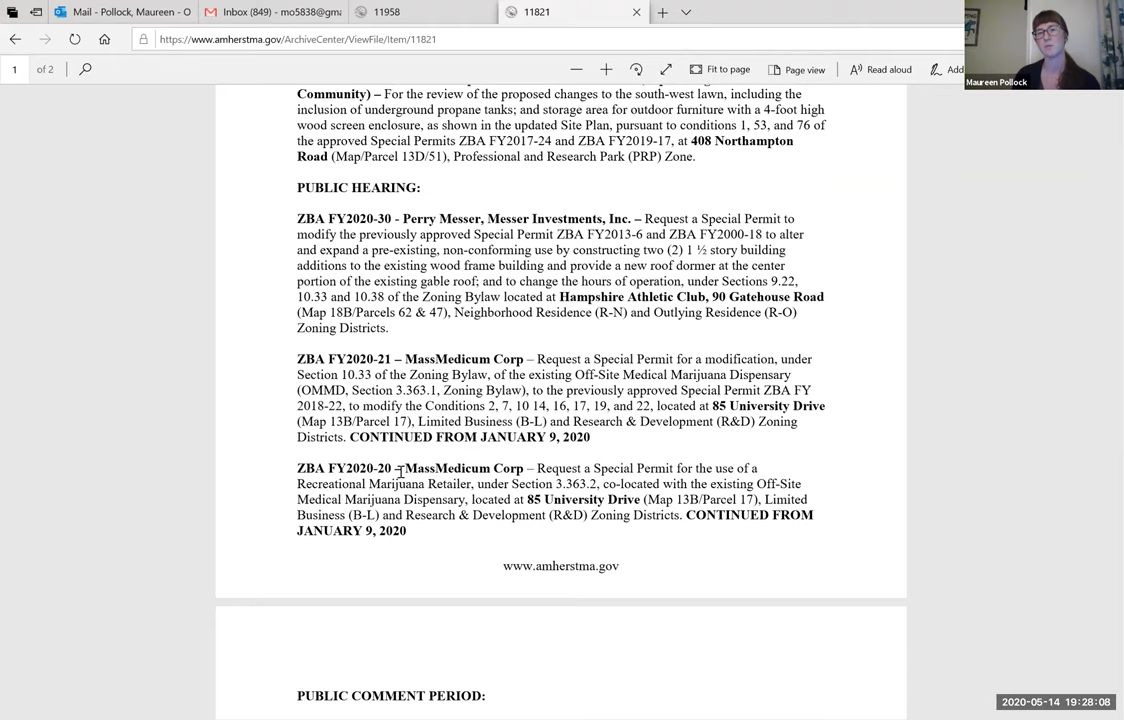 Mail - Pollock, Maureen - O
Inbox (849) - mo5838@gm
11958
11821
https://www.amherstma.gov/ArchiveCenter/ViewFile/Item/11821
1 of 2
Fit to page
Page view
Read aloud
Add
Maureen Pollock
Community) – For the review of the proposed changes to the south-west lawn, including the
inclusion of underground propane tanks; and storage area for outdoor furniture with a 4-foot high
wood screen enclosure, as shown in the updated Site Plan, pursuant to conditions 1, 53, and 76 of
the approved Special Permits ZBA FY2017-24 and ZBA FY2019-17, at 408 Northampton
Road (Map/Parcel 13D/51), Professional and Research Park (PRP) Zone.
PUBLIC HEARING:
ZBA FY2020-30 - Perry Messer, Messer Investments, Inc. – Request a Special Permit to
modify the previously approved Special Permit ZBA FY2013-6 and ZBA FY2000-18 to alter
and expand a pre-existing, non-conforming use by constructing two (2) 1 ½ story building
additions to the existing wood frame building and provide a new roof dormer at the center
portion of the existing gable roof; and to change the hours of operation, under Sections 9.22,
10.33 and 10.38 of the Zoning Bylaw located at Hampshire Athletic Club, 90 Gatehouse Road
(Map 18B/Parcels 62 & 47), Neighborhood Residence (R-N) and Outlying Residence (R-O)
Zoning Districts.
ZBA FY2020-21 – MassMedicum Corp – Request a Special Permit for a modification, under
Section 10.33 of the Zoning Bylaw, of the existing Off-Site Medical Marijuana Dispensary
(OMMD, Section 3.363.1, Zoning Bylaw), to the previously approved Special Permit ZBA FY
2018-22, to modify the Conditions 2, 7, 10 14, 16, 17, 19, and 22, located at 85 University Drive
(Map 13B/Parcel 17), Limited Business (B-L) and Research & Development (R&D) Zoning
Districts. CONTINUED FROM JANUARY 9, 2020
ZBA FY2020-20 – MassMedicum Corp – Request a Special Permit for the use of a
Recreational Marijuana Retailer, under Section 3.363.2, co-located with the existing Off-Site
Medical Marijuana Dispensary, located at 85 University Drive (Map 13B/Parcel 17), Limited
Business (B-L) and Research & Development (R&D) Zoning Districts. CONTINUED FROM
JANUARY 9, 2020
www.amherstma.gov
PUBLIC COMMENT PERIOD:
2020-05-14 19:28:08